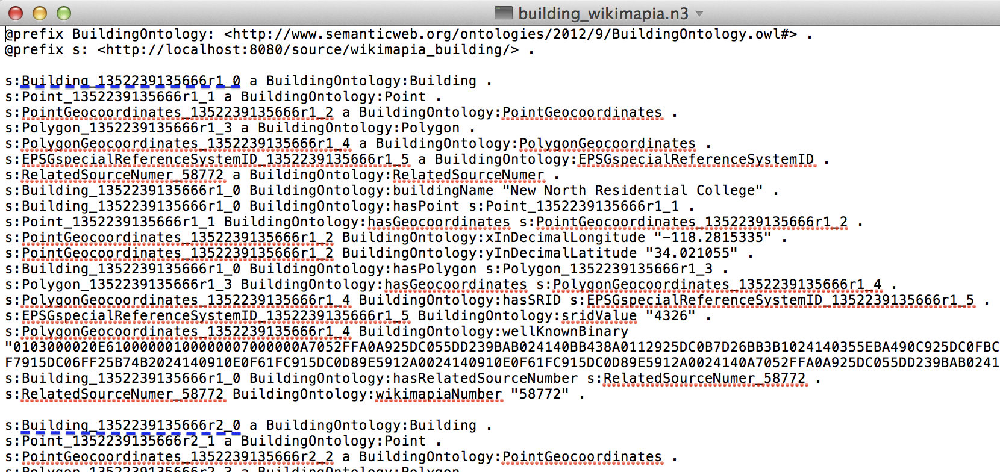 building_wikimapia.n3
@prefix BuildingOntology: <http://www.semanticweb.org/ontologies/2012/9/BuildingOntology.owl#> .
@prefix s: <http://localhost:8080/source/wikimapia_building/> .
s:Building_1352239135666r1_0 a BuildingOntology:Building .
s:Point_1352239135666r1_1 a BuildingOntology:Point .
s:PointGeocoordinates_1352239135666r1_2 a BuildingOntology:PointGeocoordinates .
s:Polygon_1352239135666r1_3 a BuildingOntology:Polygon .
s:PolygonGeocoordinates_1352239135666r1_4 a BuildingOntology:PolygonGeocoordinates .
s:EPSGspecialReferenceSystemID_1352239135666r1_5 a BuildingOntology:EPSGspecialReferenceSystemID .
s:RelatedSourceNumer_58772 a BuildingOntology:RelatedSourceNumer .
s:Building_1352239135666r1_0 BuildingOntology:buildingName "New North Residential College" .
s:Building_1352239135666r1_0 BuildingOntology:hasPoint s:Point_1352239135666r1_1 .
s:Point_1352239135666r1_1 BuildingOntology:hasGeocoordinates s:PointGeocoordinates_1352239135666r1_2 .
s:PointGeocoordinates_1352239135666r1_2 BuildingOntology:xInDecimalLongitude "-118.2815335" .
s:PointGeocoordinates_1352239135666r1_2 BuildingOntology:yInDecimalLatitude "34.021055" .
s:Building_1352239135666r1_0 BuildingOntology:hasPolygon s:Polygon_1352239135666r1_3 .
s:Polygon_1352239135666r1_3 BuildingOntology:hasGeocoordinates s:PolygonGeocoordinates_1352239135666r1_4 .
s:PolygonGeocoordinates_1352239135666r1_4 BuildingOntology:hasSRID s:EPSGspecialReferenceSystemID_1352239135666r1_5 .
s:EPSGspecialReferenceSystemID_1352239135666r1_5 BuildingOntology:sridValue "4326" .
s:PolygonGeocoordinates_1352239135666r1_4 BuildingOntology:wellKnownBinary
"0103000020E61000000100000007000000A7052FFA0A925DC055DD239BAB024140BB438A0112925DC0B7D26BB3B1024140355EBA490C925DC0FBC
F7915DC06FF25B74B2024140910E0F61FC915DC0D89E5912A0024140910E0F61FC915DC0D89E5912A0024140A7052FFA0A925DC055DD239BAB0241
s:Building_1352239135666r1_0 BuildingOntology:hasRelatedSourceNumber s:RelatedSourceNumer_58772 .
s:RelatedSourceNumer_58772 BuildingOntology:wikimapiaNumber "58772" .
s:Building_1352239135666r2_0 a BuildingOntology:Building .
s:Point_1352239135666r2_1 a BuildingOntology:Point .
s:PointGeocoordinates_1352239135666r2_2 a BuildingOntology:PointGeocoordinates .
s:Polygon_1352239135666r2_3 a BuildingOntology:Polygon